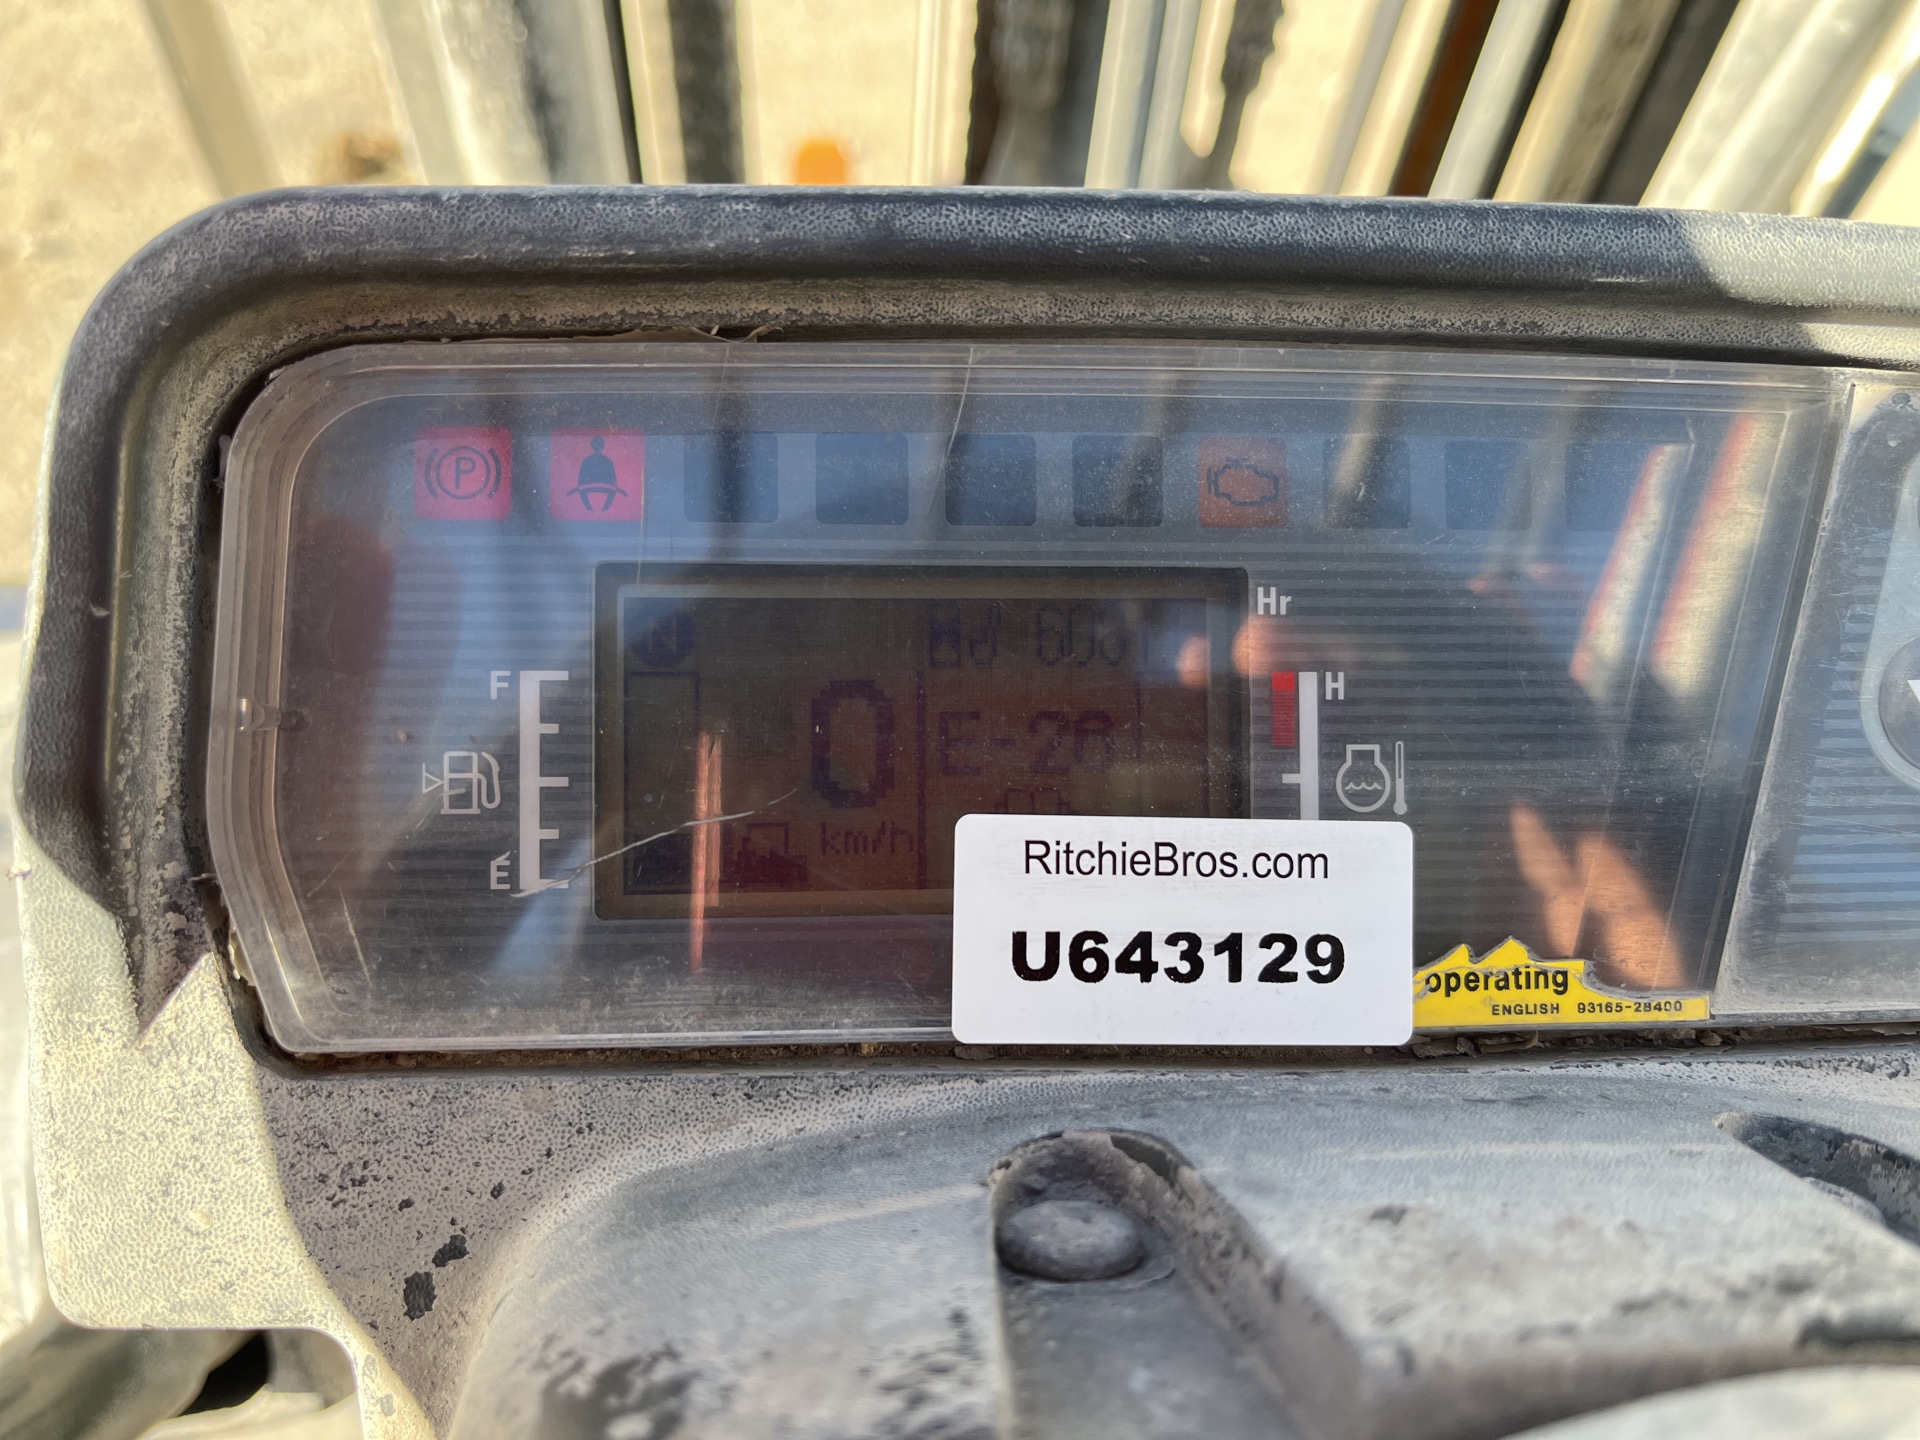 P
Hr
F
H
0
E-20
km/h
E
RitchieBros.com
U643129
operating
ENGLISH 93165-28400